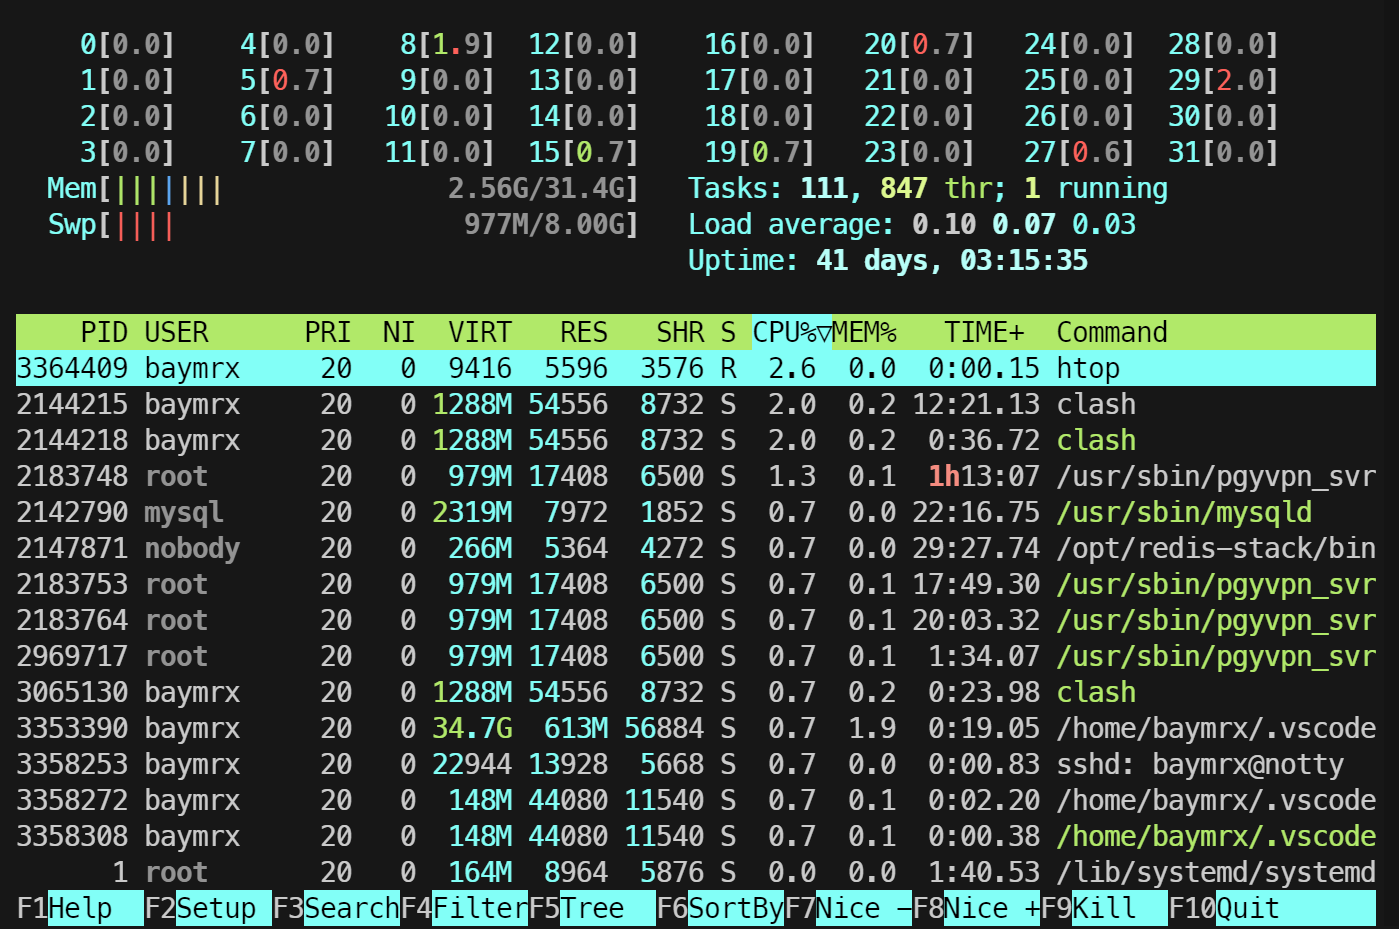 0[0.0] 4[0.0] 8[1.9] 12[0.0] 16[0.0] 20[0.7] 24[0.0] 28[0.0]
1[0.0] 5[0.7] 9[0.0] 13[0.0] 17[0.0] 21[0.0] 25[0.0] 29[2.0]
2[0.0] 6[0.0] 10[0.0] 14[0.0] 18[0.0] 22[0.0] 26[0.0] 30[0.0]
3[0.0] 7[0.0] 11[0.0] 15[0.7] 19[0.7] 23[0.0] 27[0.6] 31[0.0]
Mem[||||||| 2.56G/31.4G] Tasks: 111, 847 thr; 1 running
Swp[|||| 977M/8.00G] Load average: 0.10 0.07 0.03
Uptime: 41 days, 03:15:35
PID USER PRI NI VIRT RES SHR S CPU%▽MEM% TIME+ Command
3364409 baymrx 20 0 9416 5596 3576 R 2.6 0.0 0:00.15 htop
2144215 baymrx 20 0 1288M 54556 8732 S 2.0 0.2 12:21.13 clash
2144218 baymrx 20 0 1288M 54556 8732 S 2.0 0.2 0:36.72 clash
2183748 root 20 0 979M 17408 6500 S 1.3 0.1 1h13:07 /usr/sbin/pgyvpn_svr
2142790 mysql 20 0 2319M 7972 1852 S 0.7 0.0 22:16.75 /usr/sbin/mysqld
2147871 nobody 20 0 266M 5364 4272 S 0.7 0.0 29:27.74 /opt/redis-stack/bin
2183753 root 20 0 979M 17408 6500 S 0.7 0.1 17:49.30 /usr/sbin/pgyvpn_svr
2183764 root 20 0 979M 17408 6500 S 0.7 0.1 20:03.32 /usr/sbin/pgyvpn_svr
2969717 root 20 0 979M 17408 6500 S 0.7 0.1 1:34.07 /usr/sbin/pgyvpn_svr
3065130 baymrx 20 0 1288M 54556 8732 S 0.7 0.2 0:23.98 clash
3353390 baymrx 20 0 34.7G 613M 56884 S 0.7 1.9 0:19.05 /home/baymrx/.vscode
3358253 baymrx 20 0 22944 13928 5668 S 0.7 0.0 0:00.83 sshd: baymrx@notty
3358272 baymrx 20 0 148M 44080 11540 S 0.7 0.1 0:02.20 /home/baymrx/.vscode
3358308 baymrx 20 0 148M 44080 11540 S 0.7 0.1 0:00.38 /home/baymrx/.vscode
1 root 20 0 164M 8964 5876 S 0.0 0.0 1:40.53 /lib/systemd/systemd
F1Help F2Setup F3SearchF4FilterF5Tree F6SortByF7Nice -F8Nice +F9Kill F10Quit